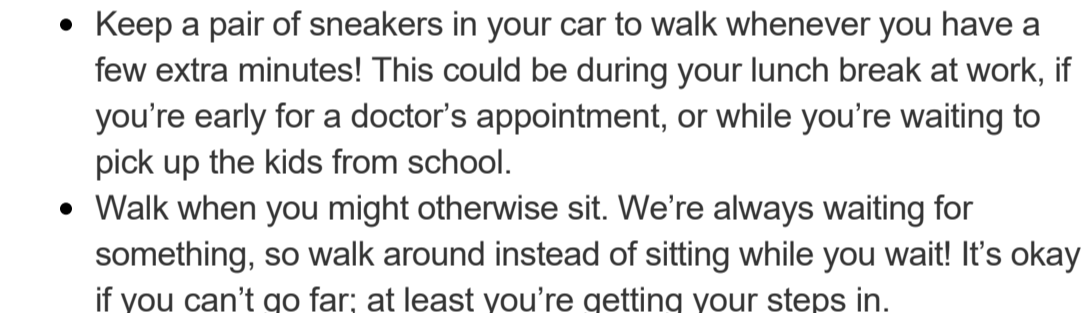 • Keep a pair of sneakers in your car to walk whenever you have a
few extra minutes! This could be during your lunch break at work, if
you’re early for a doctor’s appointment, or while you’re waiting to
pick up the kids from school.
• Walk when you might otherwise sit. We’re always waiting for
something, so walk around instead of sitting while you wait! It’s okay
if you can’t go far; at least you’re getting your steps in.